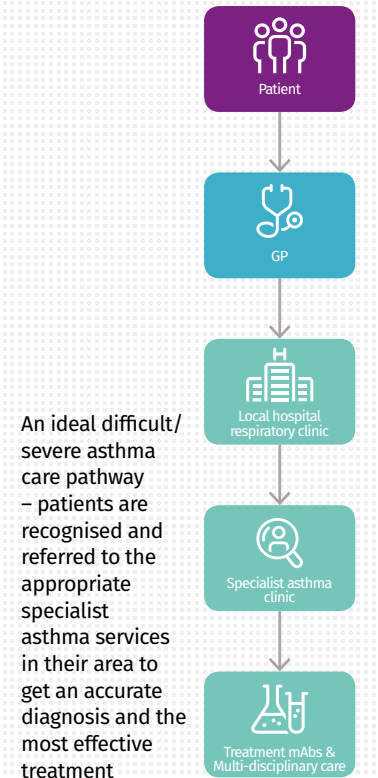 Patient
GP
H
Local hospital
respiratory clinic
An ideal difficult/
severe asthma
care pathway
– patients are
recognised and
referred to the
appropriate
specialist
asthma services
in their area to
get an accurate
diagnosis and the
most effective
treatment
Specialist asthma
clinic
Treatment mAbs &
Multi-disciplinary care